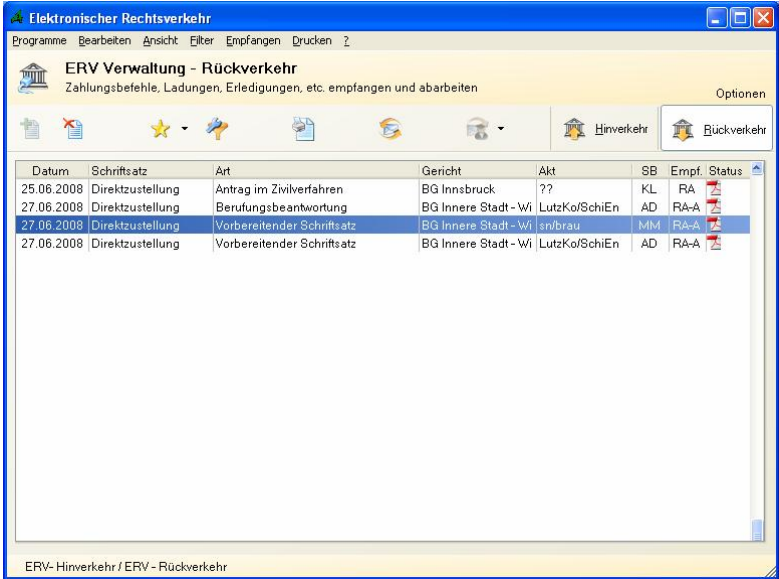 Elektronischer Rechtsverkehr
Programme Bearbeiten Ansicht Filter Empfangen Drucken ?
ERV Verwaltung - Rückverkehr
Zahlungsbefehle, Ladungen, Erledigungen, etc. empfangen und abarbeiten
Optionen
Hinverkehr Rückverkehr
Datum Schriftsatz Art Gericht Akt SB Empf. Status
25.06.2008 Direktzustellung Antrag im Zivilverfahren BG Innsbruck ?? KL RA
27.06.2008 Direktzustellung Berufungsbeantwortung BG Innere Stadt - Wi LutzKo/SchiEn AD RA-A
27.06.2008 Direktzustellung Vorbereitender Schriftsatz BG Innere Stadt - Wi sn/brau MM RA-A
27.06.2008 Direktzustellung Vorbereitender Schriftsatz BG Innere Stadt - Wi LutzKo/SchiEn AD RA-A
ERV- Hinverkehr / ERV - Rückverkehr